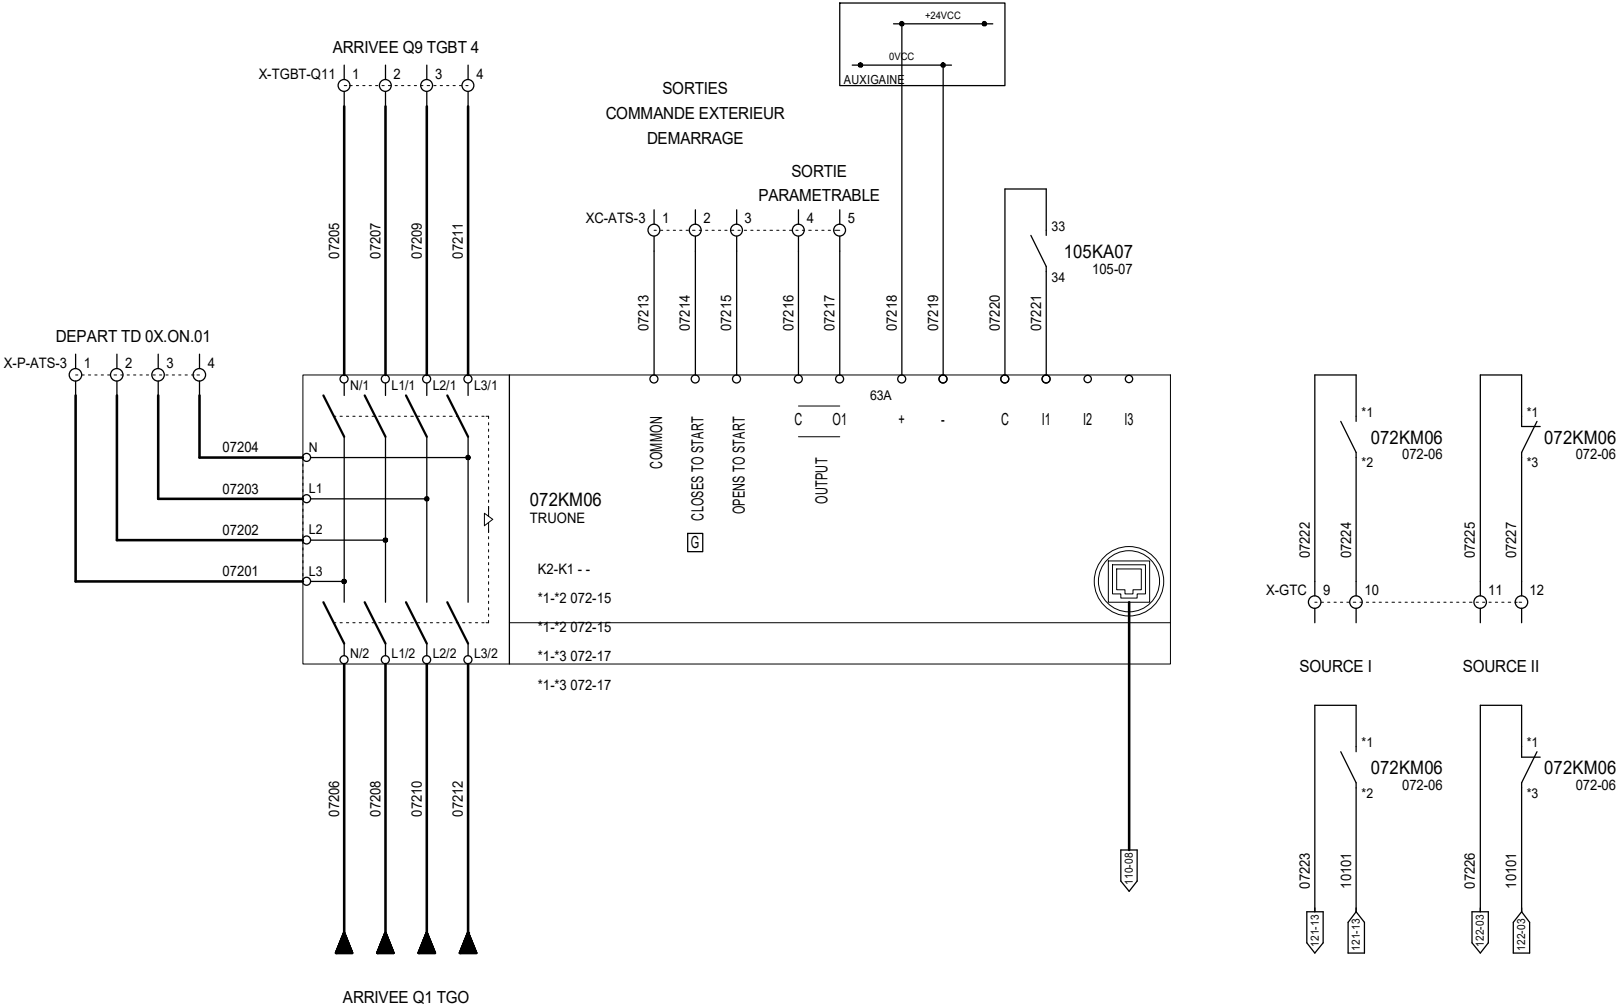 +24VCC
0VCC
AUXIGAINE
ARRIVEE Q9 TGBT 4
X-TGBT-Q11 1 2 3 4
SORTIES
COMMANDE EXTERIEUR
DEMARRAGE
SORTIE
PARAMETRABLE
XC-ATS-3 1 2 3 4 5
33
105KA07
105-07
34
07205 07207 07209 07211
07213 07214 07215 07216 07217 07218 07219 07220 07221
DEPART TD 0X.ON.01
X-P-ATS-3 1 2 3 4
N/1 L1/1 L2/1 L3/1
63A
COMMON
CLOSES TO START
OPENS TO START
C O1
OUTPUT
+ -
C I1 I2 I3
G
07204 N
07203 L1
07202 L2
07201 L3
072KM06
TRUONE
K2-K1 - -
*1-*2 072-15
*1-*2 072-15
*1-*3 072-17
*1-*3 072-17
N/2 L1/2 L2/2 L3/2
07206 07208 07210 07212
ARRIVEE Q1 TGO
110-08
*1
072KM06
072-06
*2
*1
072KM06
072-06
*3
07222 07224 07225 07227
X-GTC 9 10 11 12
SOURCE I SOURCE II
*1
072KM06
072-06
*2
*1
072KM06
072-06
*3
07223 10101 07226 10101
121-13 121-13 122-03 122-03